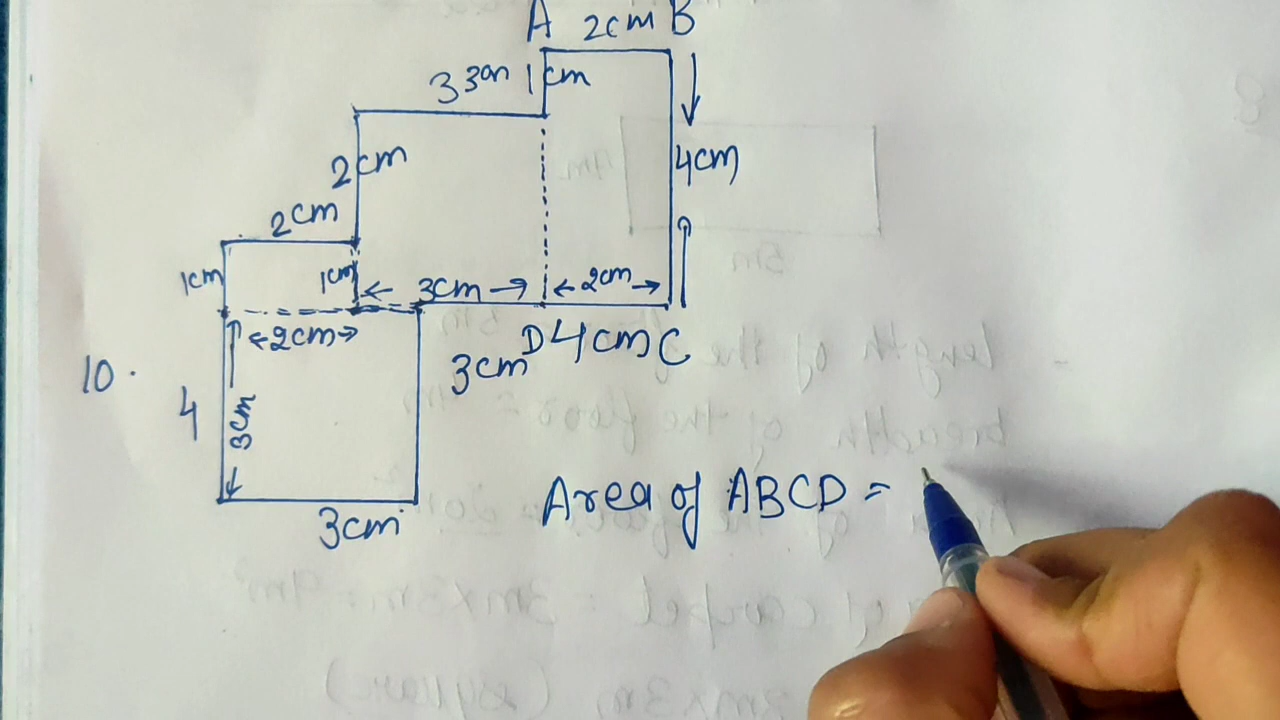 A 2cm B
3 3cm 1cm
2cm
4cm
2cm
1cm
1cm
3cm
2cm
2cm
D 4cm C
3cm
10.
4
3cm
3cm
Area of ABCD =